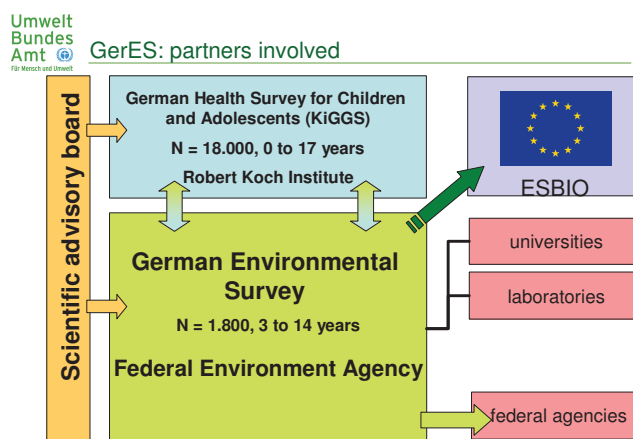 Umwelt
Bundes
Amt
Für Mensch und Umwelt
GerES: partners involved
Scientific advisory board
German Health Survey for Children
and Adolescents (KiGGS)
N = 18.000, 0 to 17 years
Robert Koch Institute
ESBIO
German Environmental
Survey
N = 1.800, 3 to 14 years
Federal Environment Agency
universities
laboratories
federal agencies